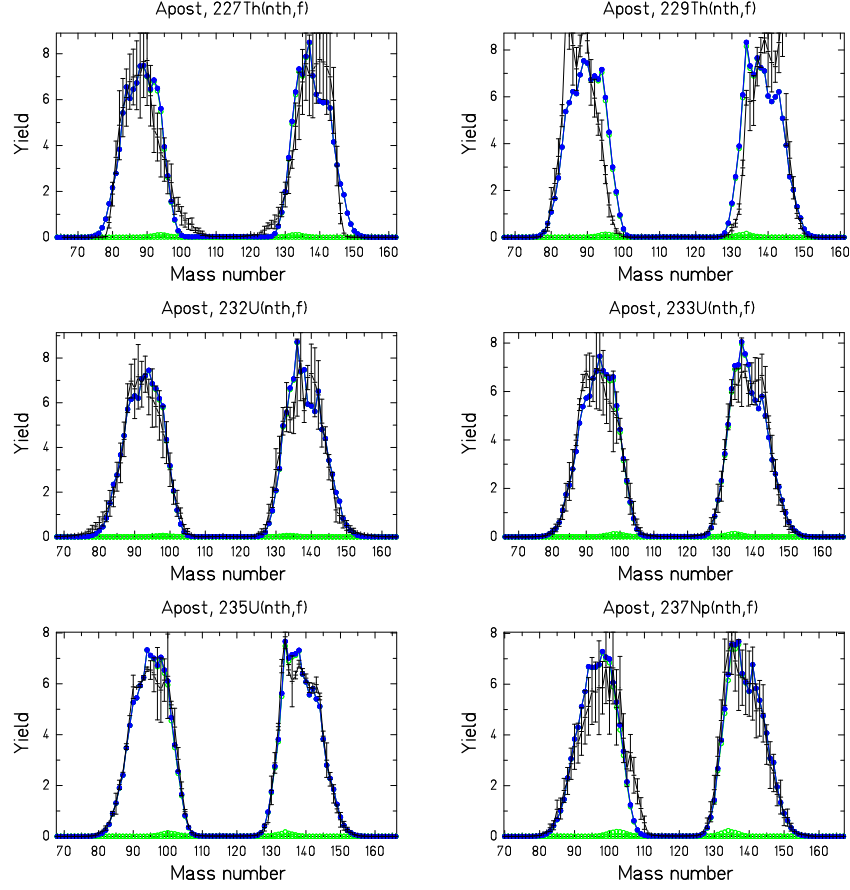 Apost, 227Th(nth,f)
Yield
8
6
4
2
0
70 80 90 100 110 120 130 140 150 160
Mass number
Apost, 229Th(nth,f)
Yield
8
6
4
2
0
70 80 90 100 110 120 130 140 150 160
Mass number
Apost, 232U(nth,f)
Yield
8
6
4
2
0
70 80 90 100 110 120 130 140 150 160
Mass number
Apost, 233U(nth,f)
Yield
8
6
4
2
0
70 80 90 100 110 120 130 140 150 160
Mass number
Apost, 235U(nth,f)
Yield
8
6
4
2
0
70 80 90 100 110 120 130 140 150 160
Mass number
Apost, 237Np(nth,f)
Yield
8
6
4
2
0
70 80 90 100 110 120 130 140 150 160
Mass number